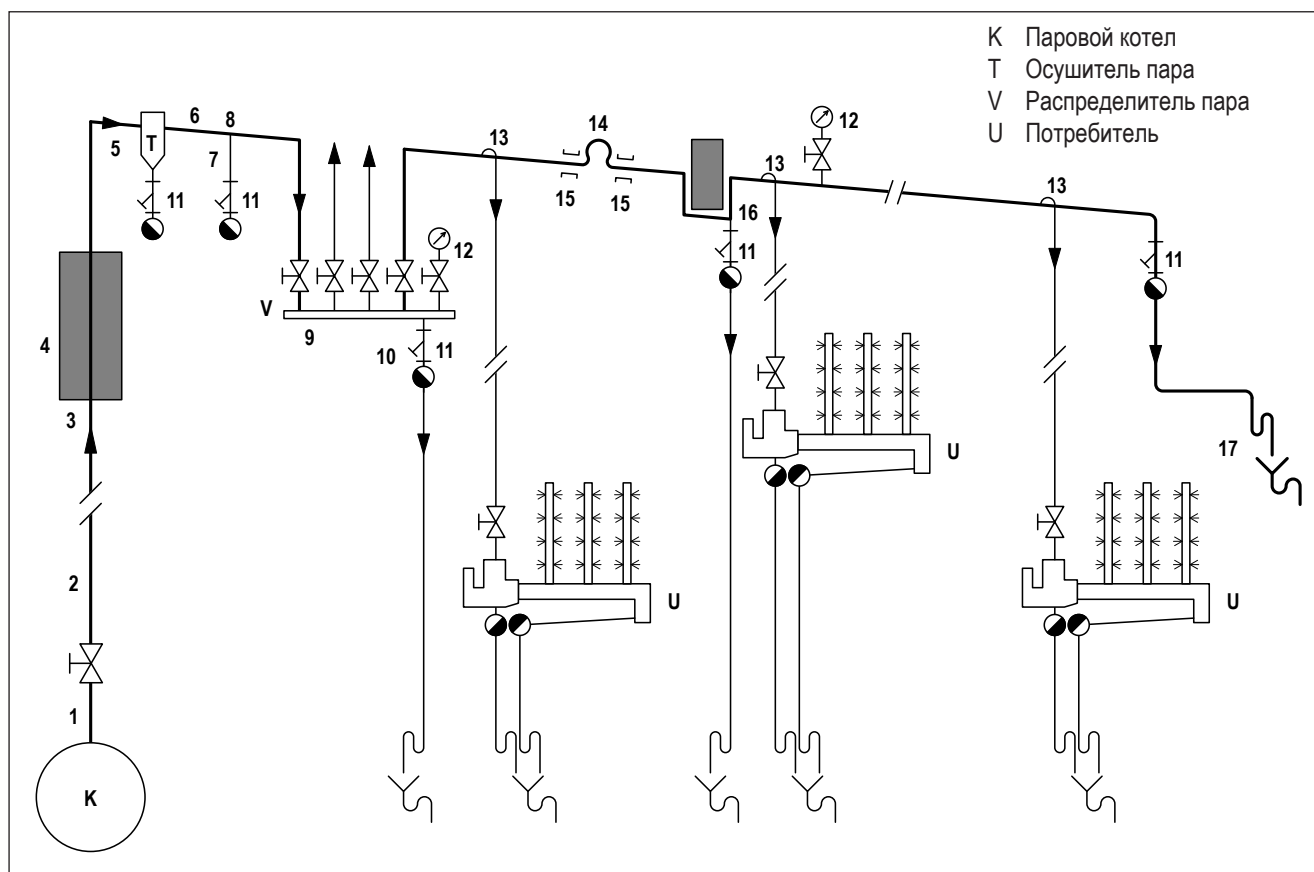 K Паровой котел
T Осушитель пара
V Распределитель пара
U Потребитель
12
14
6
8
13
5
T
7
13
13
15
15
16
11
11
12
11
11
V
4
9
10
11
3
U
17
2
U
U
1
K